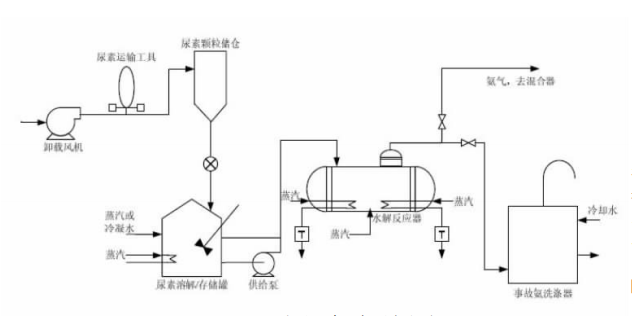 尿素颗粒储仓
尿素运输工具
氨气，去混合器
卸载风机
蒸汽
蒸汽
蒸汽或
冷凝水
水解反应器
冷却水
蒸汽
蒸汽
尿素溶解/存储罐
供给泵
事故氨洗涤器
T
T